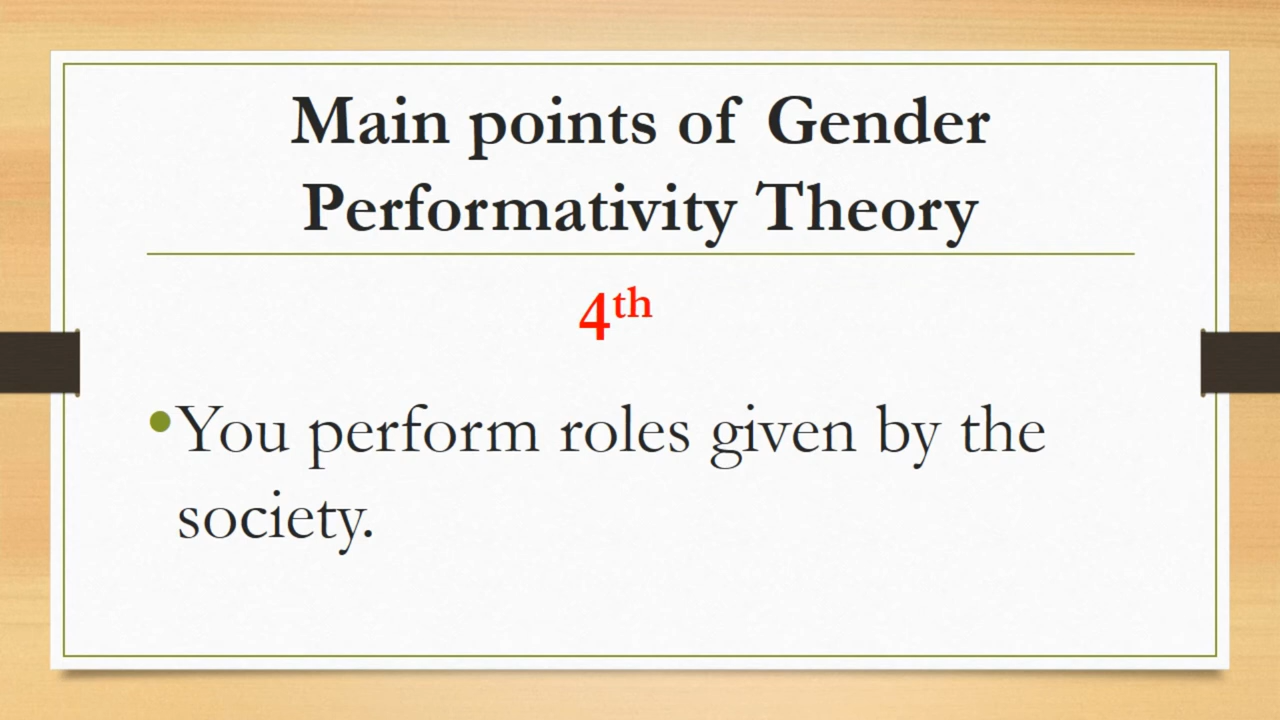 Main points of Gender
Performativity Theory
4th
•You perform roles given by the
society.